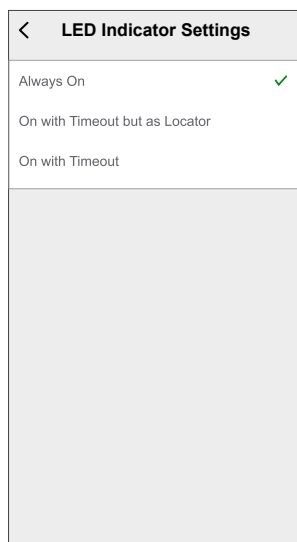 LED Indicator Settings
Always On
On with Timeout but as Locator
On with Timeout